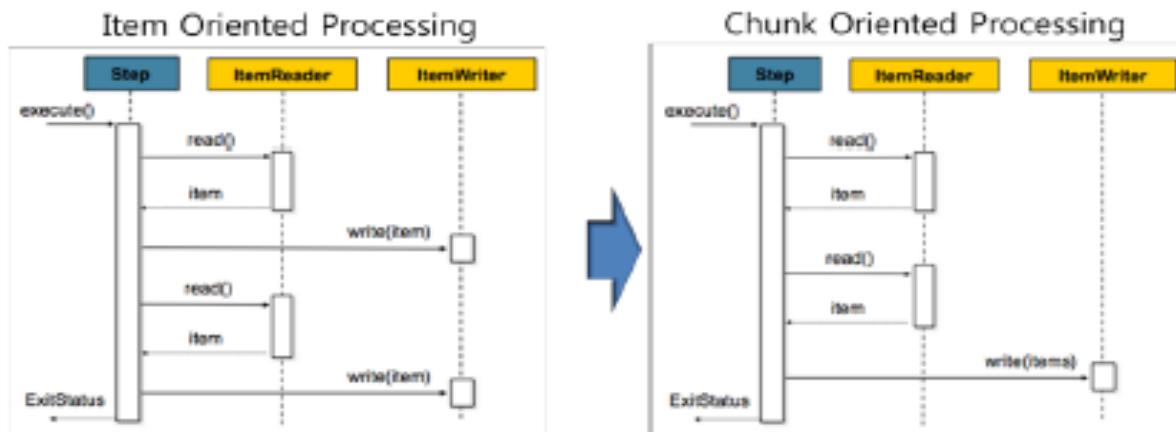 Item Oriented Processing
Step
ItemReader
ItemWriter
execute()
read()
item
write(item)
read()
item
write(item)
ExitStatus
Chunk Oriented Processing
Step
ItemReader
ItemWriter
execute()
read()
item
read()
item
write(items)
ExitStatus